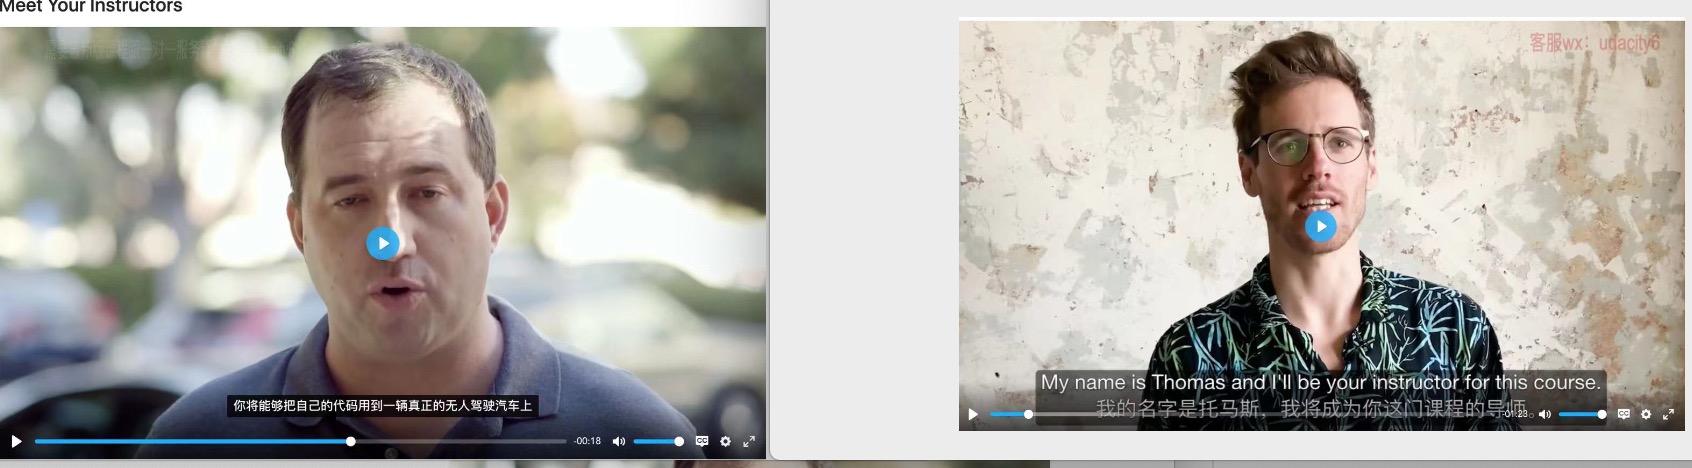 Meet Your Instructors
你将能够把自己的代码用到一辆真正的无人驾驶汽车上
-00:18
客服wx：udacity6
My name is Thomas and I'll be your instructor for this course.
我的名字是托马斯，我将成为你这门课程的导师。
-01:23